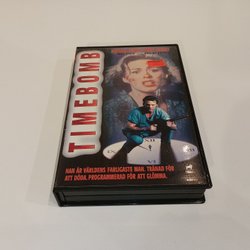 TIMEBOMB
HAN ÄR VÄRLDENS FARLIGASTE MAN. TRÄNAD FÖR
ATT DÖDA. PROGRAMMERAD FÖR ATT GLÖMMA.